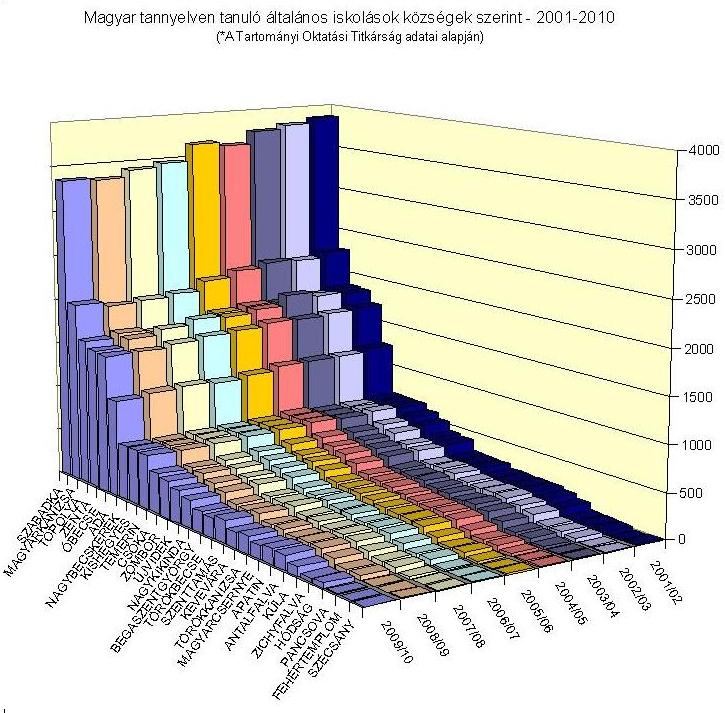 Magyar tannyelven tanuló általános iskolások községek szerint - 2001-2010
(*A Tartományi Oktatási Titkárság adatai alapján)
4000
3500
3000
2500
2000
1500
1000
500
0
SZABADKA
MAGYARKANIZSA
TOPOLYA
ZENTA
ÓBECSE
ADA
NAGYBECSKEREK
KISHEGYES
TEMERIN
CSÓKA
ZOMBOR
ÚJVIDÉK
NAGYKIKINDA
BEGASZENTGYÖRGY
TÖRÖKBECSE
SZENTTAMÁS
KEVEVÁRA
TÖRÖKKANIZSA
MAGYARCSERNYE
APATIN
ANTALFALVA
KÚLA
ZICHYFALVA
HÓDSÁG
PANCSOVA
FEHÉRTEMPLOM
SZÉCSÁNY
2009/10
2008/09
2007/08
2006/07
2005/06
2004/05
2003/04
2002/03
2001/02